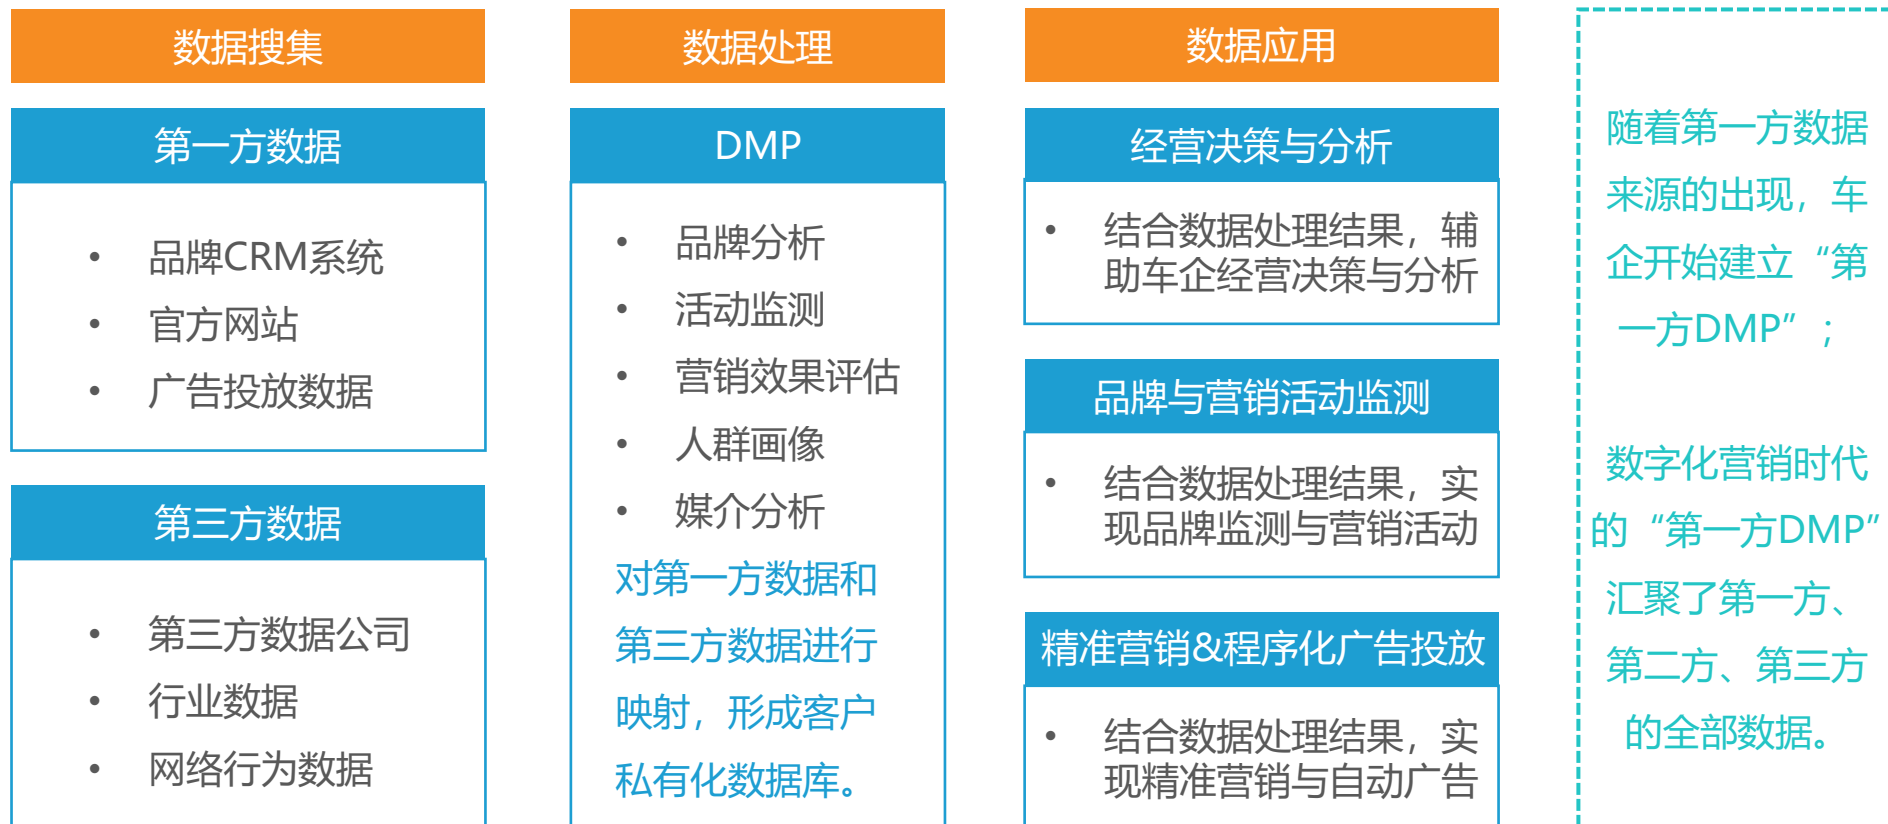 数据搜集
第一方数据
• 品牌CRM系统
• 官方网站
• 广告投放数据
第三方数据
• 第三方数据公司
• 行业数据
• 网络行为数据
数据处理
DMP
• 品牌分析
• 活动监测
• 营销效果评估
• 人群画像
• 媒介分析
对第一方数据和
第三方数据进行
映射，形成客户
私有化数据库。
数据应用
经营决策与分析
• 结合数据处理结果，辅
助车企经营决策与分析
品牌与营销活动监测
• 结合数据处理结果，实
现品牌监测与营销活动
精准营销&程序化广告投放
• 结合数据处理结果，实
现精准营销与自动广告
随着第一方数据
来源的出现，车
企开始建立“第
一方DMP”；
数字化营销时代
的“第一方DMP”
汇聚了第一方、
第二方、第三方
的全部数据。